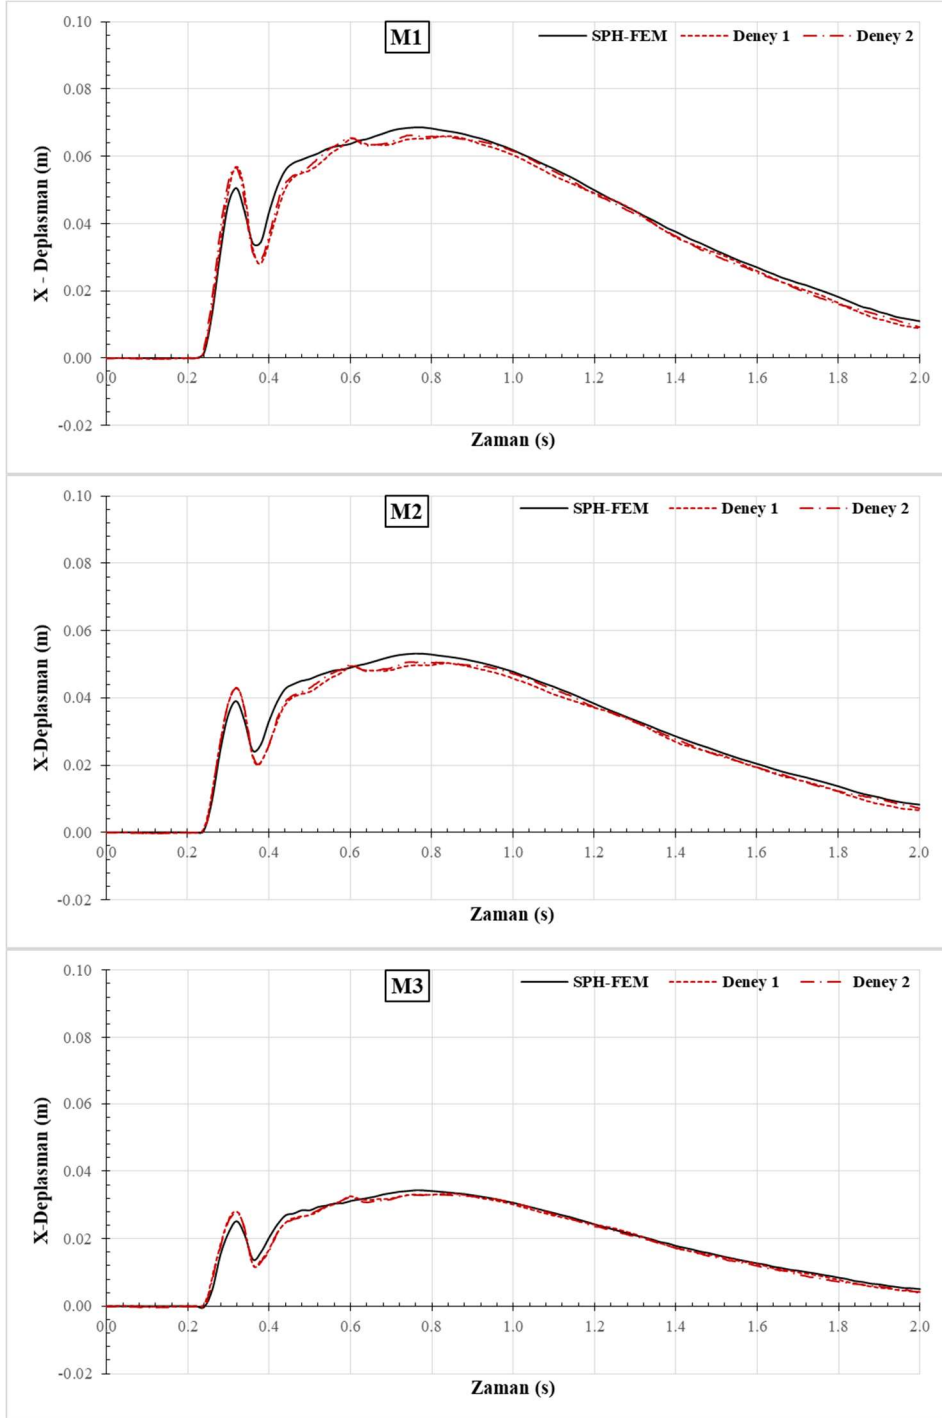 M1
SPH-FEM Deney 1 Deney 2
X - Deplasman (m)
0.10
0.08
0.06
0.04
0.02
0.00
-0.02
0.0 0.2 0.4 0.6 0.8 1.0 1.2 1.4 1.6 1.8 2.0
Zaman (s)
M2
SPH-FEM Deney 1 Deney 2
X-Deplasman (m)
0.10
0.08
0.06
0.04
0.02
0.00
-0.02
0.0 0.2 0.4 0.6 0.8 1.0 1.2 1.4 1.6 1.8 2.0
Zaman (s)
M3
SPH-FEM Deney 1 Deney 2
X-Deplasman (m)
0.10
0.08
0.06
0.04
0.02
0.00
-0.02
0.0 0.2 0.4 0.6 0.8 1.0 1.2 1.4 1.6 1.8 2.0
Zaman (s)